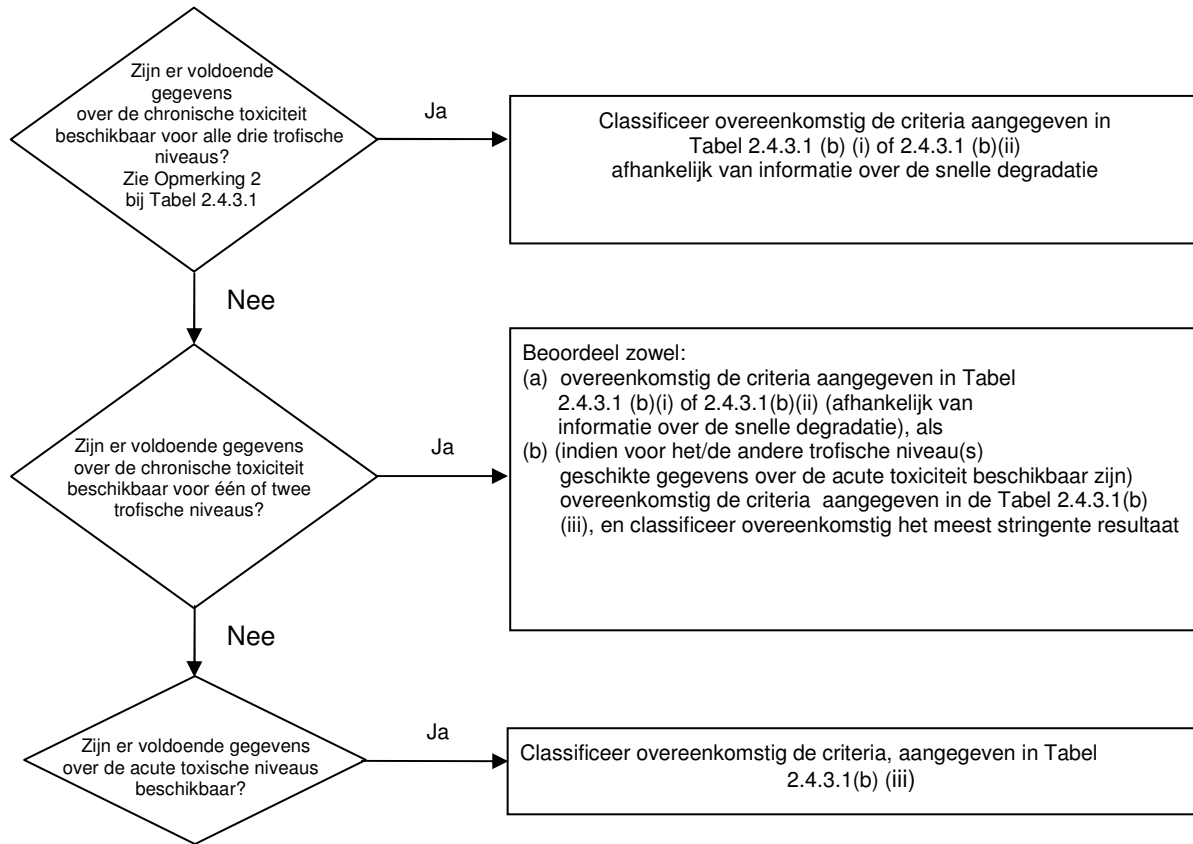 Zijn er voldoende
gegevens
over de chronische toxiciteit
beschikbaar voor alle drie trofische
niveaus?
Zie Opmerking 2
bij Tabel 2.4.3.1
Ja
Classificeer overeenkomstig de criteria aangegeven in
Tabel 2.4.3.1 (b) (i) of 2.4.3.1 (b)(ii)
afhankelijk van informatie over de snelle degradatie
Nee
Zijn er voldoende gegevens
over de chronische toxiciteit
beschikbaar voor één of twee
trofische niveaus?
Ja
Beoordeel zowel:
(a) overeenkomstig de criteria aangegeven in Tabel
2.4.3.1 (b)(i) of 2.4.3.1(b)(ii) (afhankelijk van
informatie over de snelle degradatie), als
(b) (indien voor het/de andere trofische niveau(s)
geschikte gegevens over de acute toxiciteit beschikbaar zijn)
overeenkomstig de criteria aangegeven in de Tabel 2.4.3.1(b)
(iii), en classificeer overeenkomstig het meest stringente resultaat
Nee
Zijn er voldoende gegevens
over de acute toxische niveaus
beschikbaar?
Ja
Classificeer overeenkomstig de criteria, aangegeven in Tabel
2.4.3.1(b) (iii)